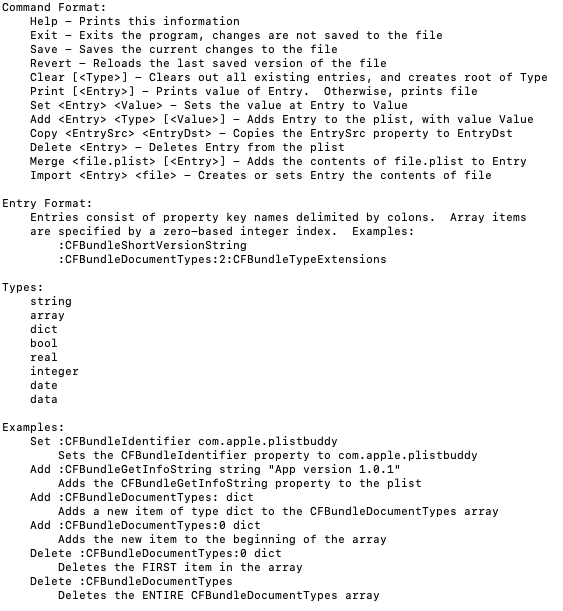 Command Format:
    Help - Prints this information
    Exit - Exits the program, changes are not saved to the file
    Save - Saves the current changes to the file
    Revert - Reloads the last saved version of the file
    Clear [<Type>] - Clears out all existing entries, and creates root of Type
    Print [<Entry>] - Prints value of Entry.  Otherwise, prints file
    Set <Entry> <Value> - Sets the value at Entry to Value
    Add <Entry> <Type> [<Value>] - Adds Entry to the plist, with value Value
    Copy <EntrySrc> <EntryDst> - Copies the EntrySrc property to EntryDst
    Delete <Entry> - Deletes Entry from the plist
    Merge <file.plist> [<Entry>] - Adds the contents of file.plist to Entry
    Import <Entry> <file> - Creates or sets Entry the contents of file

Entry Format:
    Entries consist of property key names delimited by colons.  Array items
    are specified by a zero-based integer index.  Examples:
        :CFBundleShortVersionString
        :CFBundleDocumentTypes:2:CFBundleTypeExtensions

Types:
    string
    array
    dict
    bool
    real
    integer
    date
    data

Examples:
    Set :CFBundleIdentifier com.apple.plistbuddy
        Sets the CFBundleIdentifier property to com.apple.plistbuddy
    Add :CFBundleGetInfoString string "App version 1.0.1"
        Adds the CFBundleGetInfoString property to the plist
    Add :CFBundleDocumentTypes: dict
        Adds a new item of type dict to the CFBundleDocumentTypes array
    Add :CFBundleDocumentTypes:0 dict
        Adds the new item to the beginning of the array
    Delete :CFBundleDocumentTypes:0 dict
        Deletes the FIRST item in the array
    Delete :CFBundleDocumentTypes
        Deletes the ENTIRE CFBundleDocumentTypes array